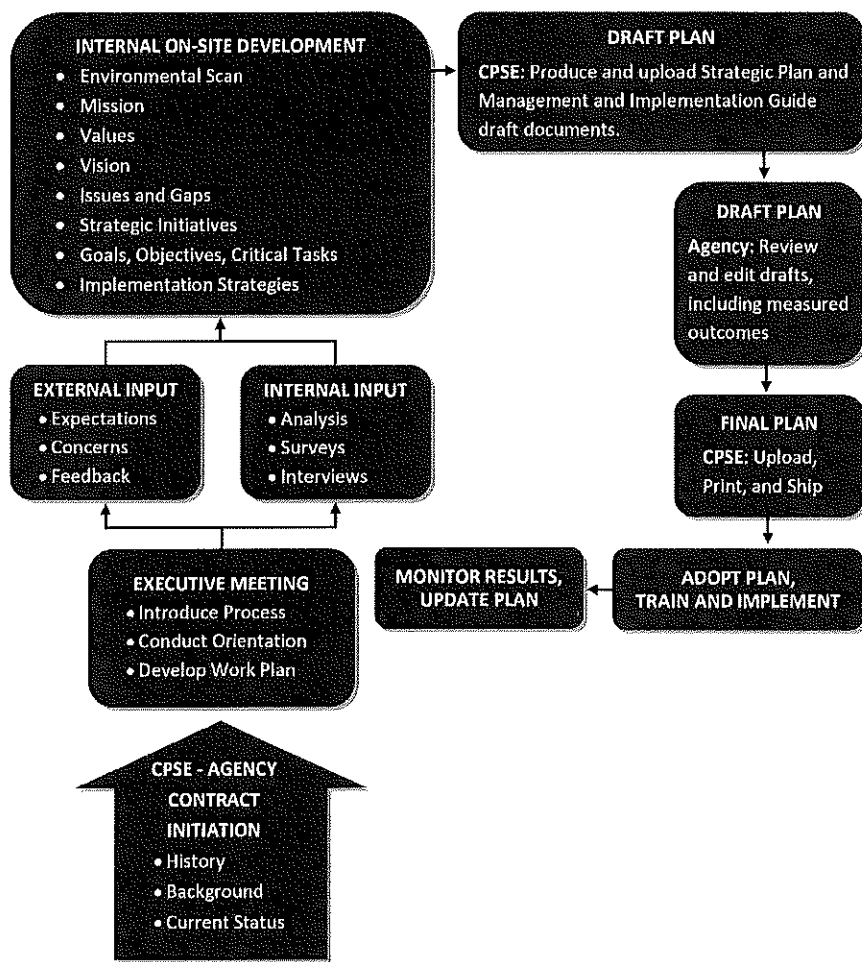 INTERNAL ON-SITE DEVELOPMENT
• Environmental Scan
• Mission
• Values
• Vision
• Issues and Gaps
• Strategic Initiatives
• Goals, Objectives, Critical Tasks
• Implementation Strategies
DRAFT PLAN
CPSE: Produce and upload Strategic Plan and
Management and Implementation Guide
draft documents.
DRAFT PLAN
Agency: Review
and edit drafts,
including measured
outcomes
EXTERNAL INPUT
• Expectations
• Concerns
• Feedback
INTERNAL INPUT
• Analysis
• Surveys
• Interviews
FINAL PLAN
CPSE: Upload,
Print, and Ship
EXECUTIVE MEETING
• Introduce Process
• Conduct Orientation
• Develop Work Plan
MONITOR RESULTS,
UPDATE PLAN
ADOPT PLAN,
TRAIN AND IMPLEMENT
CPSE - AGENCY
CONTRACT
INITIATION
• History
• Background
• Current Status